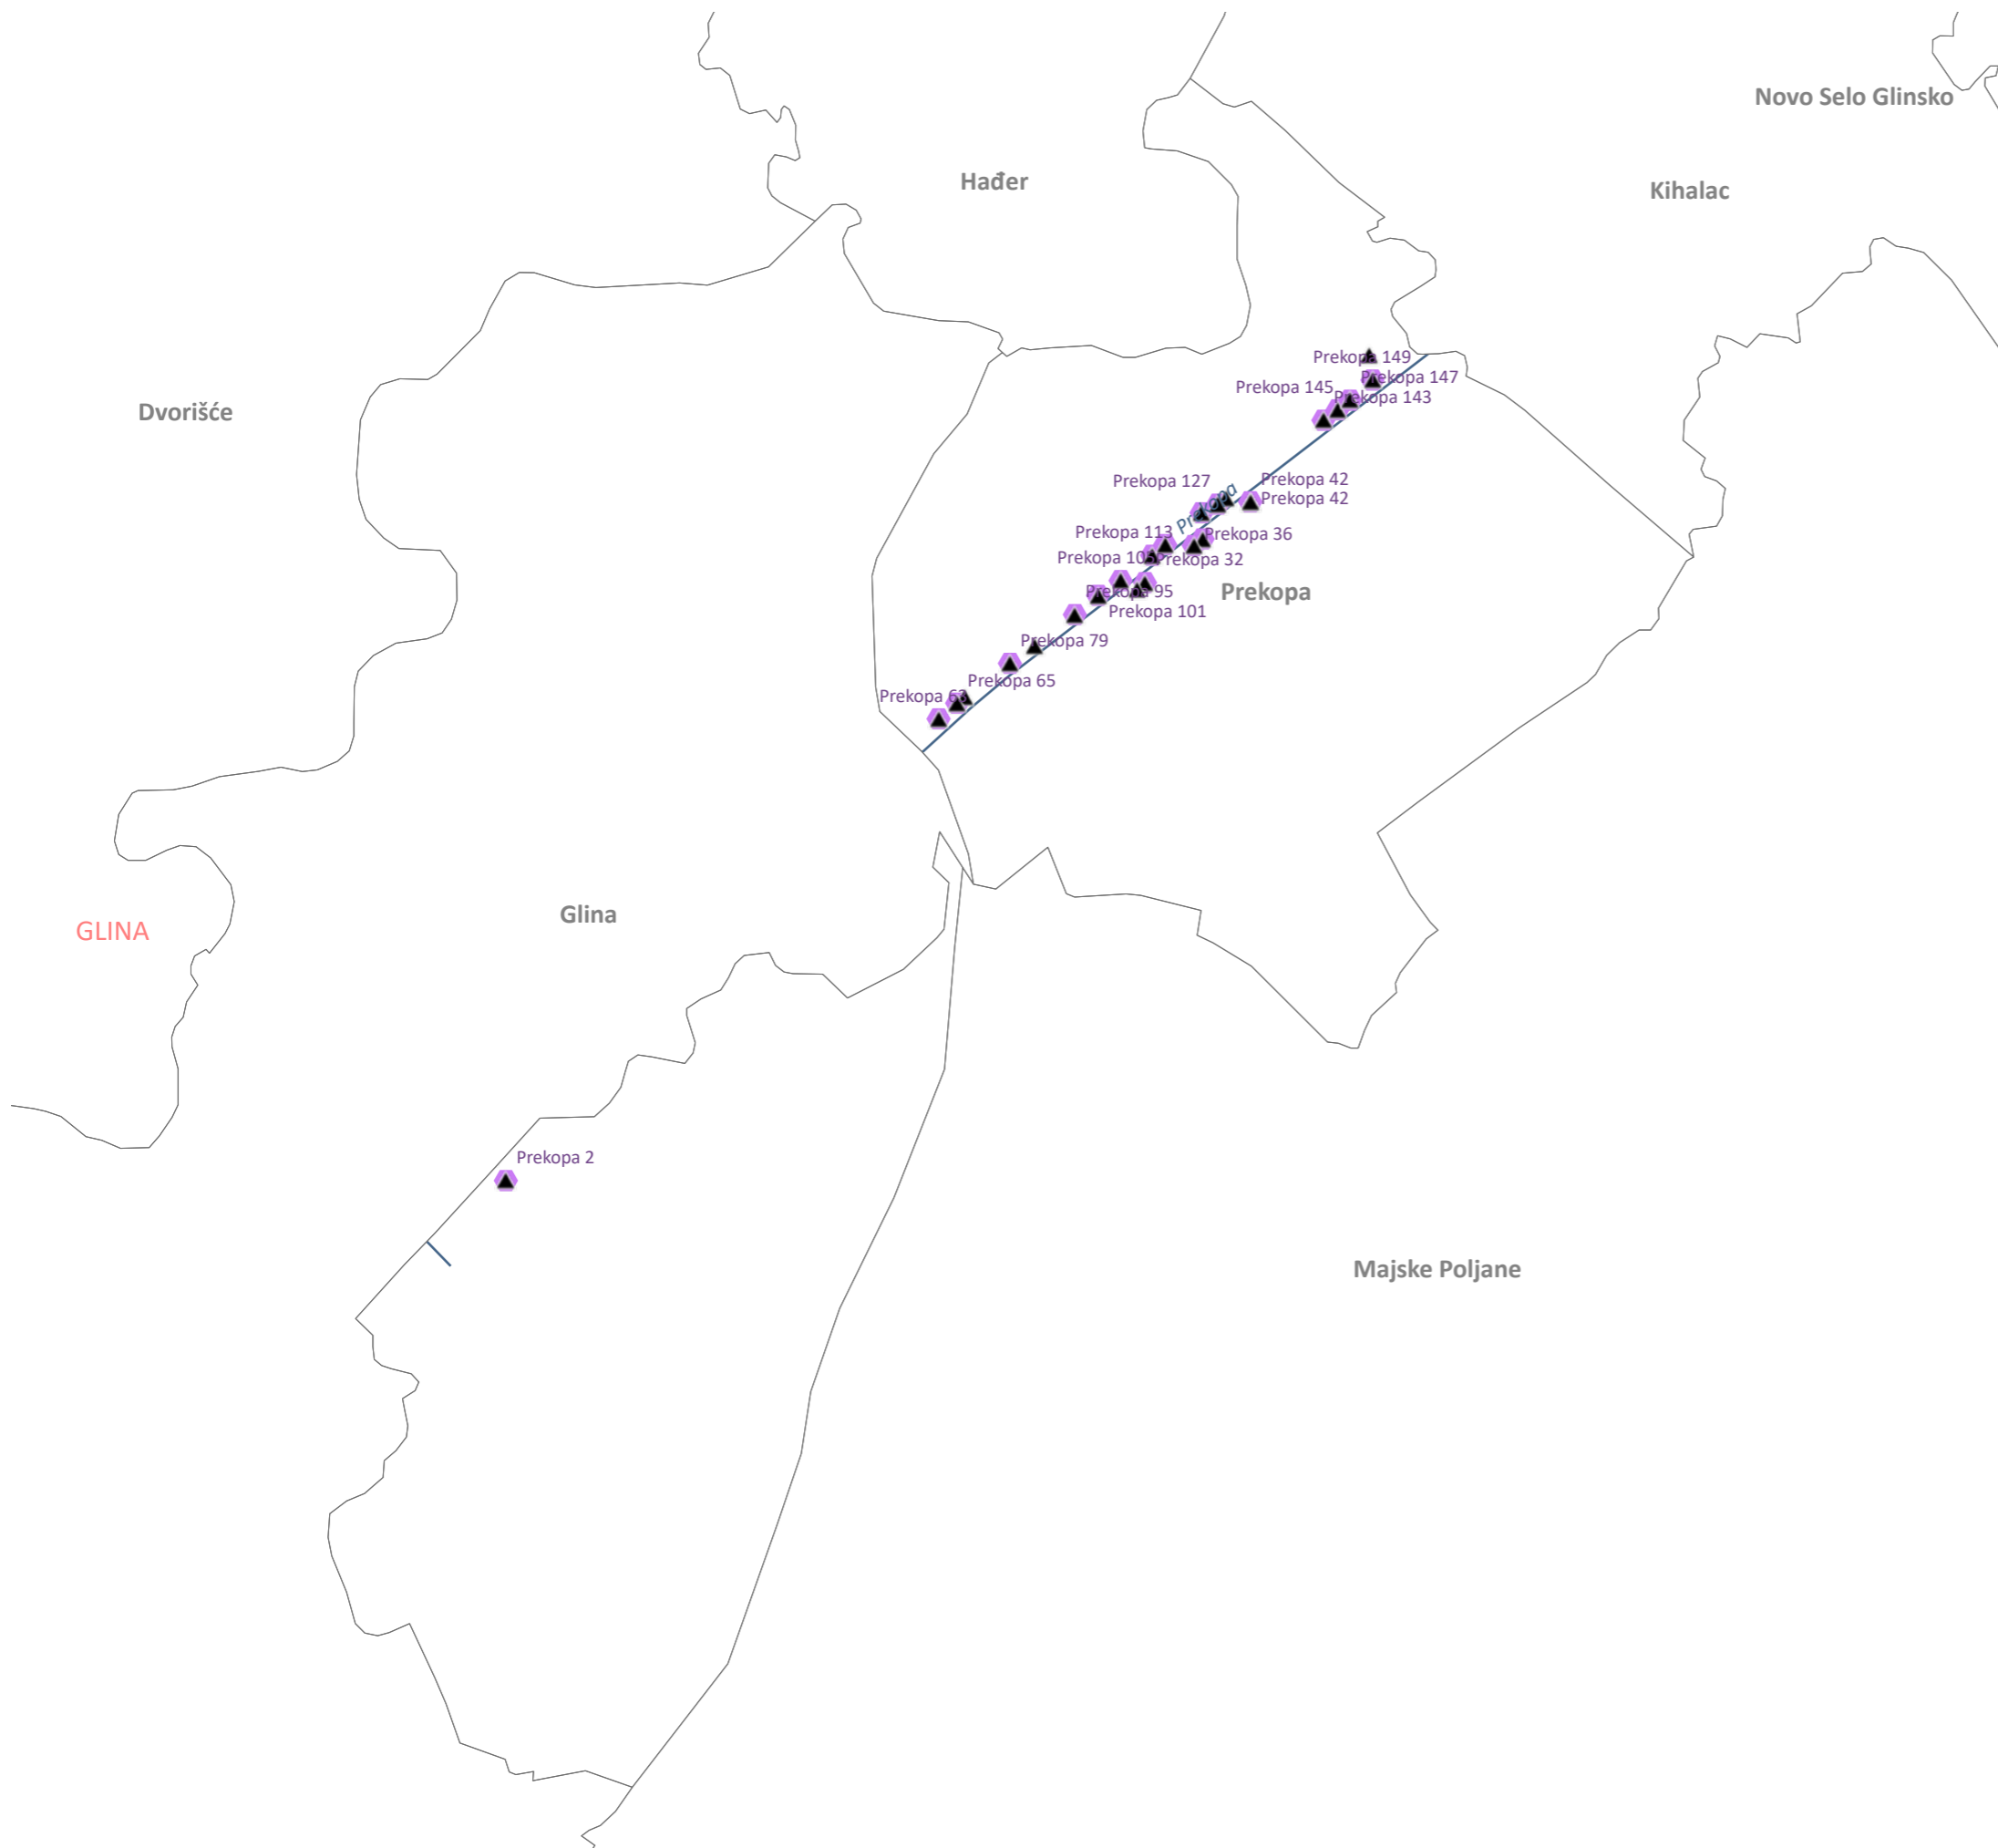 Novo Selo Glinsko
Hađer
Kihalac
Prekopa 149
Prekopa 147
Prekopa 145
Prekopa 143
Dvorišće
Prekopa 127
Prekopa 42
Prekopa 42
Prekopa
Prekopa 113
Prekopa 36
Prekopa 32
Prekopa 95
Prekopa
Prekopa 101
Prekopa 79
Prekopa 65
Glina
GLINA
Prekopa 2
Majske Poljane